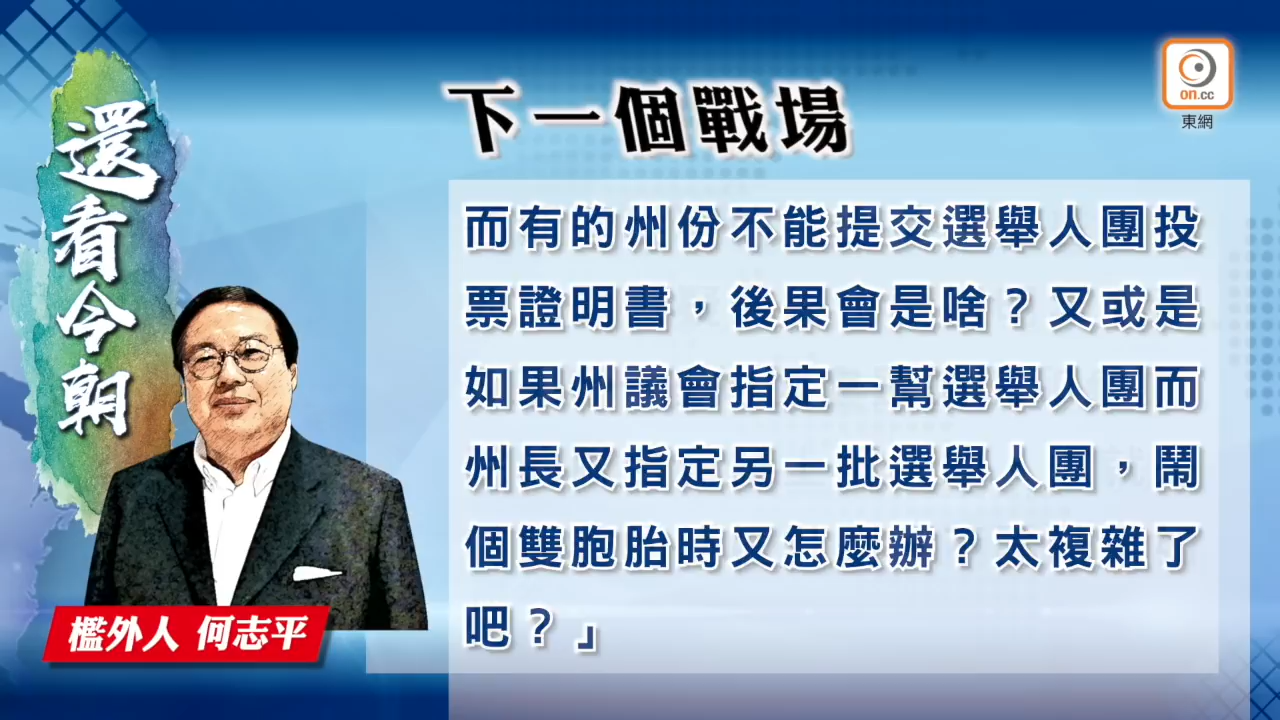 還看今朝
下一個戰場
on.cc
東網
而有的州份不能提交選舉人團投
票證明書，後果會是啥？又或是
如果州議會指定一幫選舉人團而
州長又指定另一批選舉人團，鬧
個雙胞胎時又怎麼辦？太複雜了
吧？」
檻外人 何志平